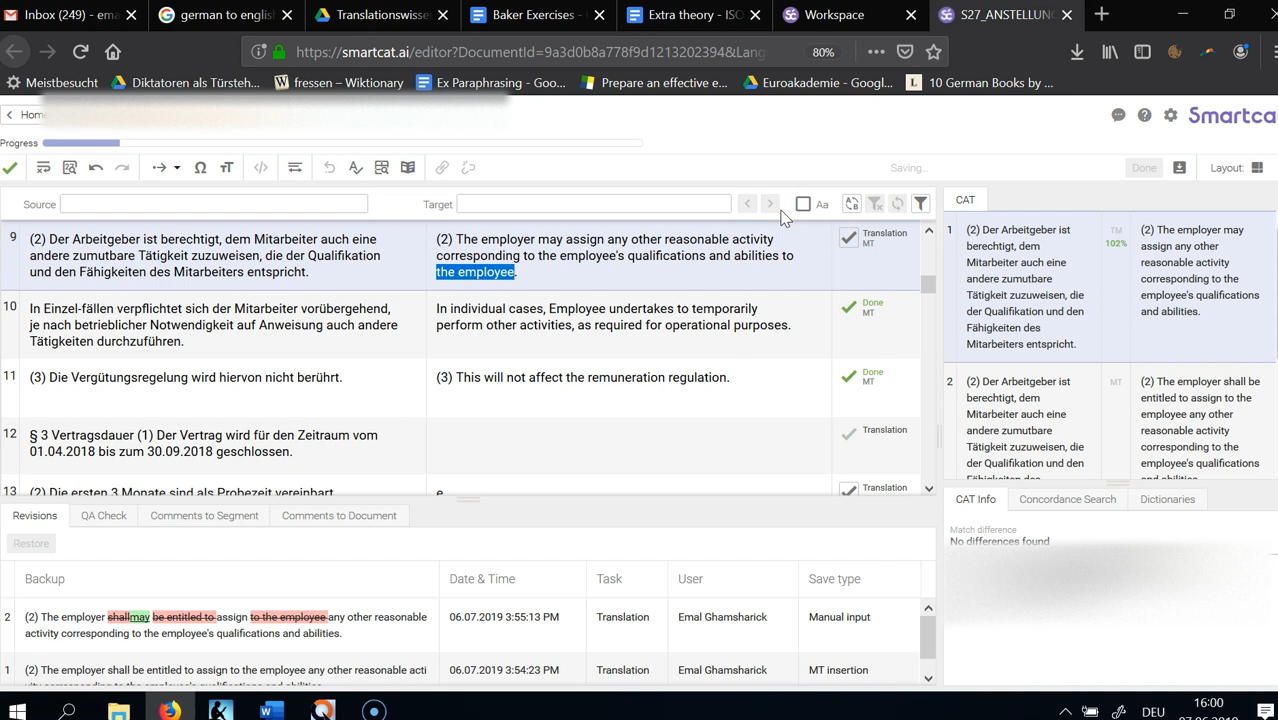 Inbox (249) - ema
german to english
Translationswisse
Baker Exercises -
Extra theory - ISO
Workspace
S27_ANSTELLUN
https://smartcat.ai/editor?DocumentId=9a3d0b8a778f9d1213202394&Lang
80%
Meistbesucht
Diktatoren als Türsteh...
fressen – Wiktionary
Ex Paraphrasing - Goo...
Prepare an effective e...
Euroakademie - Googl...
10 German Books by ...
Hom
Smartca
Progress
Saving...
Done
Layout:
Source
Target
Aa
CAT
9
(2) Der Arbeitgeber ist berechtigt, dem Mitarbeiter auch eine
andere zumutbare Tätigkeit zuzuweisen, die der Qualifikation
und den Fähigkeiten des Mitarbeiters entspricht.
(2) The employer may assign any other reasonable activity
corresponding to the employee's qualifications and abilities to
the employee.
Translation
MT
10
In Einzel-fällen verpflichtet sich der Mitarbeiter vorübergehend,
je nach betrieblicher Notwendigkeit auf Anweisung auch andere
Tätigkeiten durchzuführen.
In individual cases, Employee undertakes to temporarily
perform other activities, as required for operational purposes.
Done
MT
11
(3) Die Vergütungsregelung wird hiervon nicht berührt.
(3) This will not affect the remuneration regulation.
Done
MT
12
§ 3 Vertragsdauer (1) Der Vertrag wird für den Zeitraum vom
01.04.2018 bis zum 30.09.2018 geschlossen.
Translation
13
(2) Die ersten 3 Monate sind als Probezeit vereinbart
e
Translation
1
(2) Der Arbeitgeber ist
berechtigt, dem
Mitarbeiter auch eine
andere zumutbare
Tätigkeit zuzuweisen,
die der Qualifikation
und den Fähigkeiten des
Mitarbeiters entspricht.
TM
102%
(2) The employer may
assign any other
reasonable activity
corresponding to the
employee's qualifications
and abilities.
2
(2) Der Arbeitgeber ist
berechtigt, dem
Mitarbeiter auch eine
andere zumutbare
Tätigkeit zuzuweisen,
die der Qualifikation
und den Fähigkeiten des
MT
(2) The employer shall be
entitled to assign to the
employee any other
reasonable activity
corresponding to the
employee's qualifications
and abilities.
Revisions
QA Check
Comments to Segment
Comments to Document
Restore
Backup
Date & Time
Task
User
Save type
2
(2) The employer shallmay be entitled to assign to the employee any other reasonable
activity corresponding to the employee's qualifications and abilities.
06.07.2019 3:55:13 PM
Translation
Emal Ghamsharick
Manual input
1
(2) The employer shall be entitled to assign to the employee any other reasonable acti
vity corresponding to the employee's qualifications and abilities.
06.07.2019 3:54:23 PM
Translation
Emal Ghamsharick
MT insertion
CAT Info
Concordance Search
Dictionaries
Match difference
No differences found
DEU
16:00